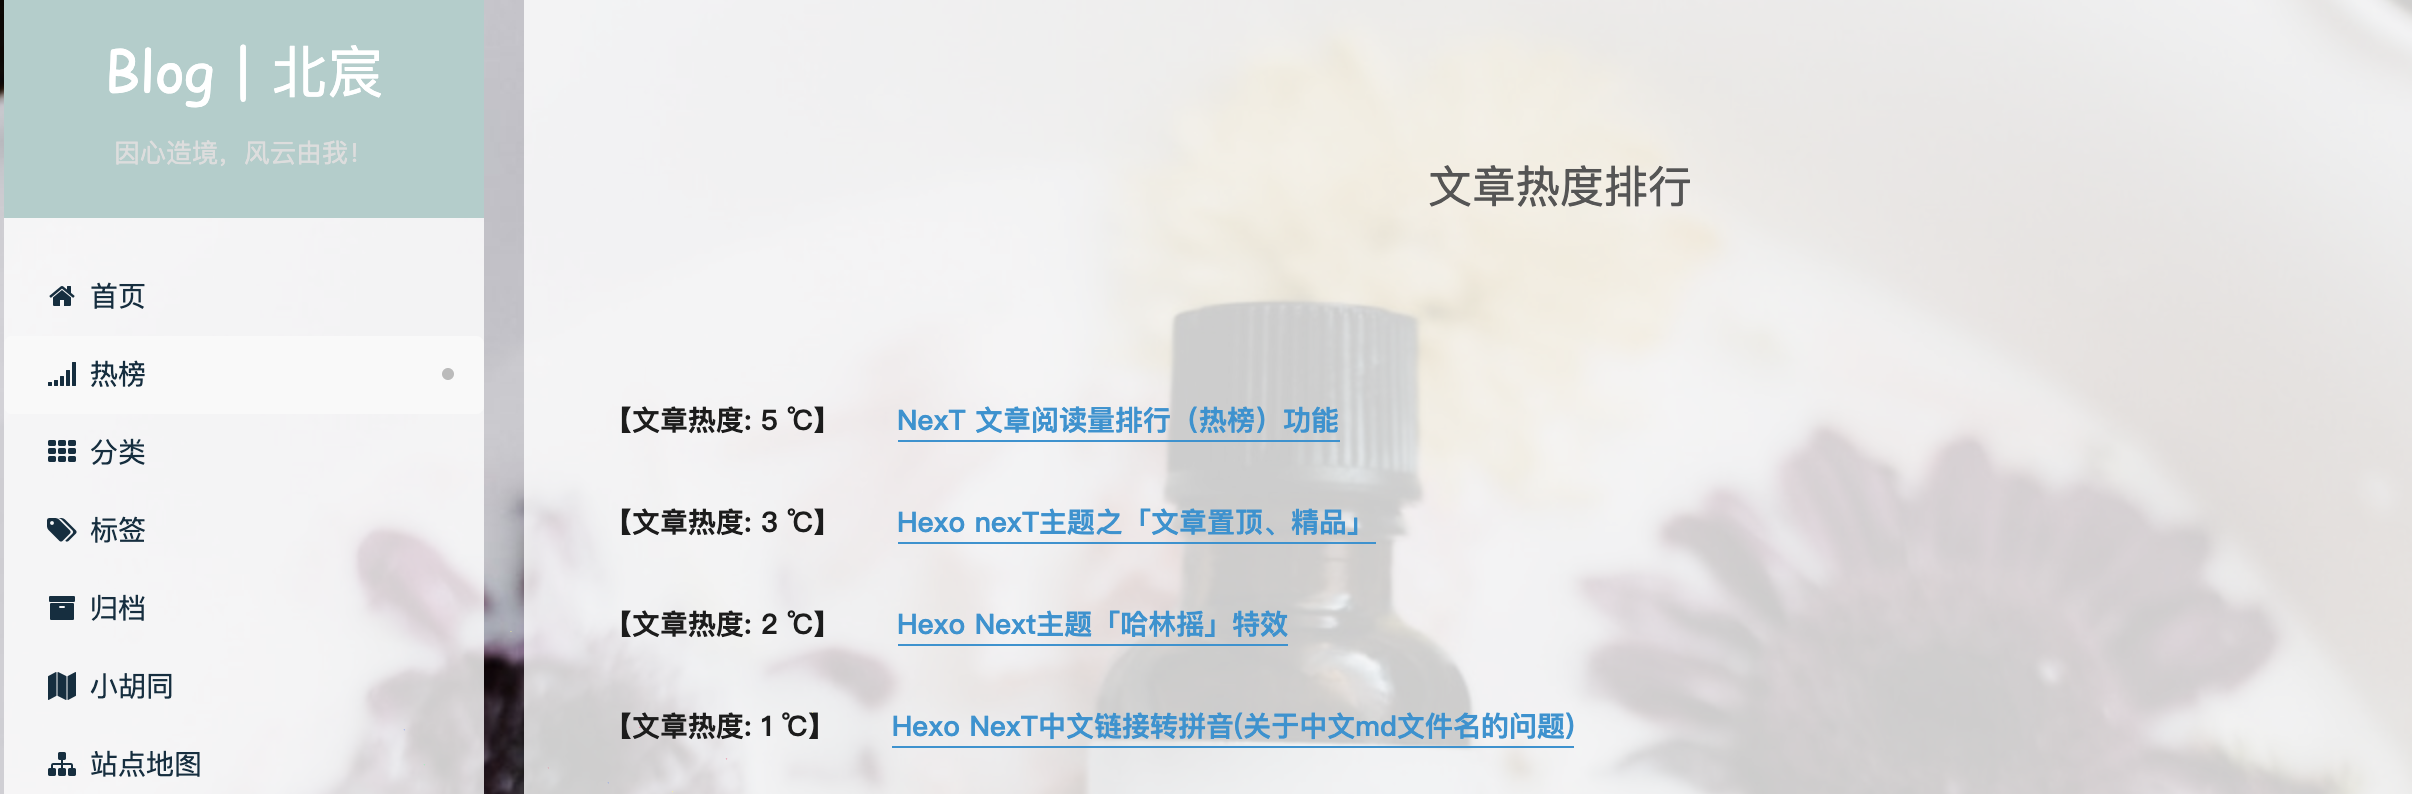 Blog | 北宸
因心造境，风云由我！
首页
热榜
分类
标签
归档
小胡同
站点地图
文章热度排行
【文章热度: 5 ℃】 NexT 文章阅读量排行（热榜）功能
【文章热度: 3 ℃】 Hexo nexT主题之「文章置顶、精品」
【文章热度: 2 ℃】 Hexo Next主题「哈林摇」特效
【文章热度: 1 ℃】 Hexo NexT中文链接转拼音(关于中文md文件名的问题)